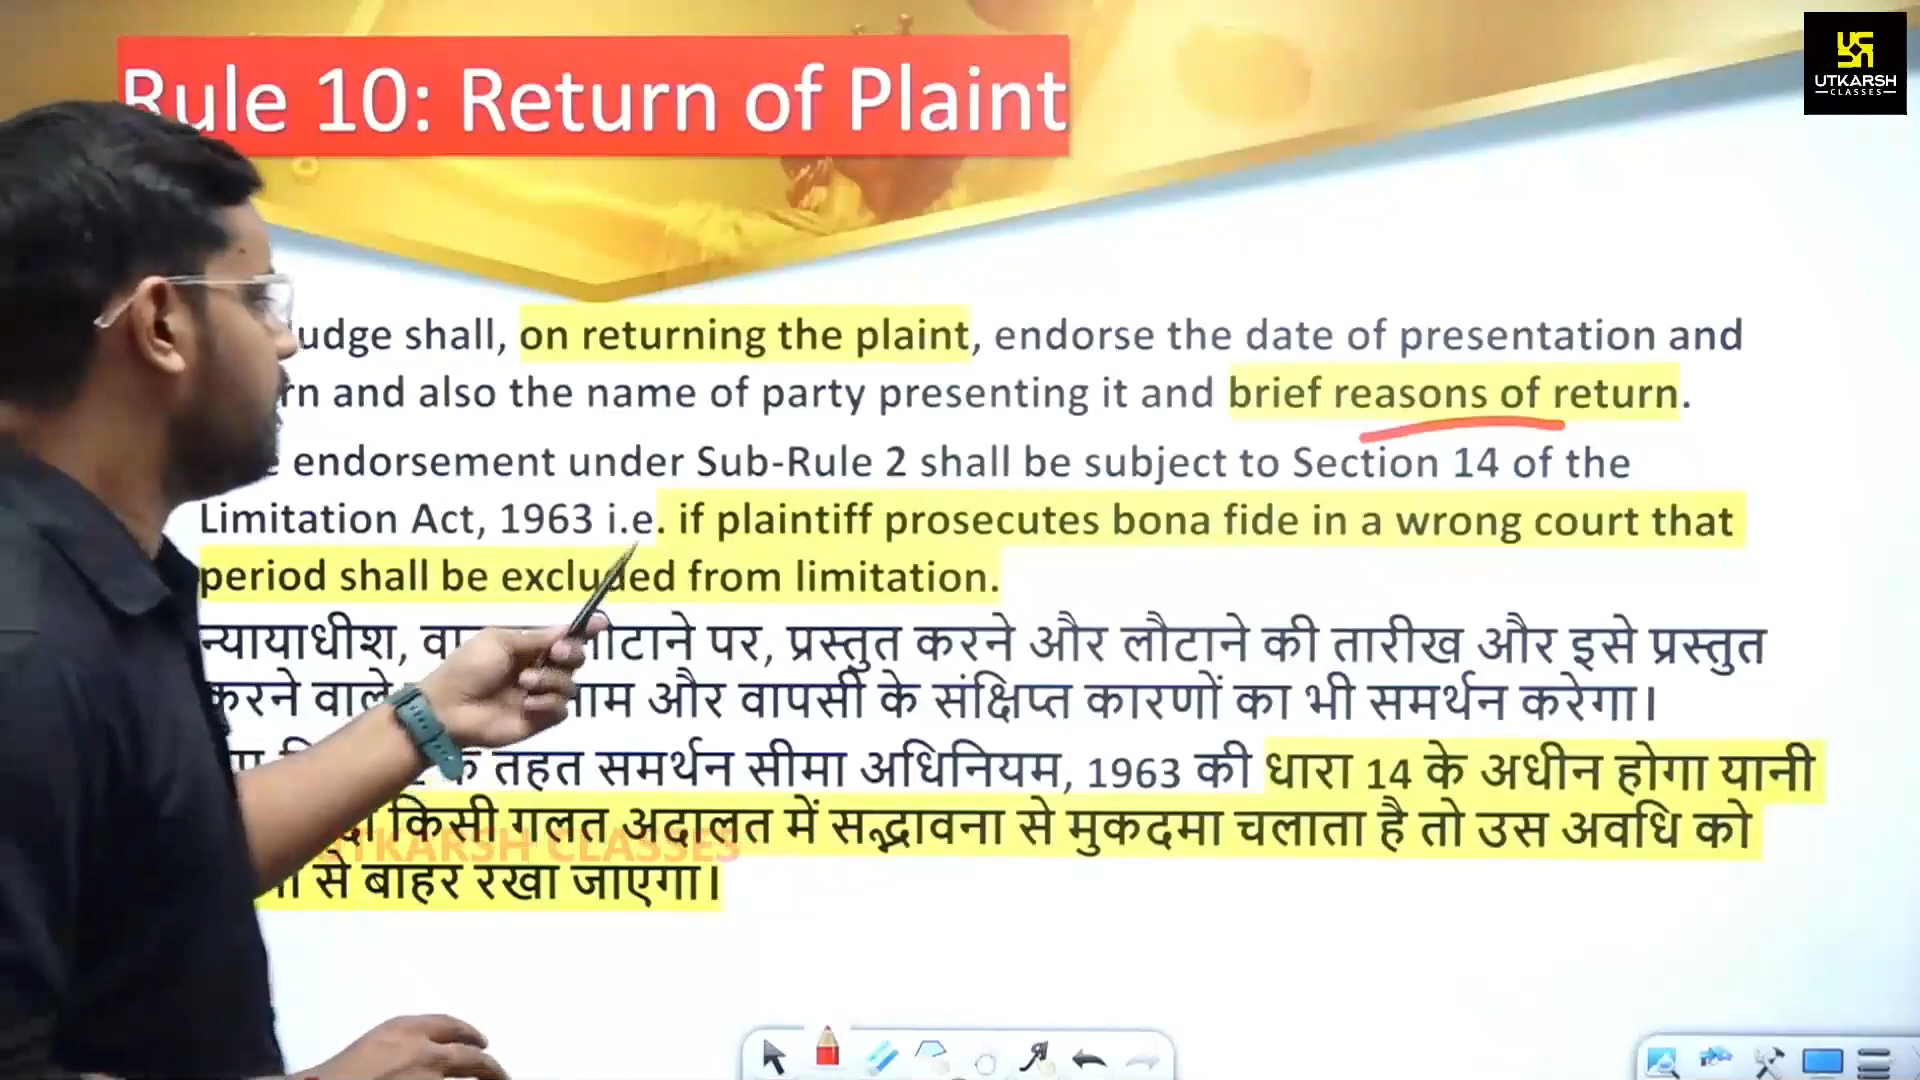 Rule 10: Return of Plaint
UTKARSH
CLASSES
shall, on returning the plaint, endorse the date of presentation and
and also the name of party presenting it and brief reasons of return.
endorsement under Sub-Rule 2 shall be subject to Section 14 of the
Limitation Act, 1963 i.e. if plaintiff prosecutes bona fide in a wrong court that
period shall be excluded from limitation.
न्यायाधीश, पर, प्रस्तुत करने और लौटाने की तारीख और इसे प्रस्तुत
करने वाले और वापसी के संक्षिप्त कारणों का भी समर्थन करेगा।
तहत समर्थन सीमा अधिनियम, 1963 की धारा 14 के अधीन होगा यानी
किसी गलत अदालत में सद्भावना से मुकदमा चलाता है तो उस अवधि को
UTKARSH CLASSES
से बाहर रखा जाएगा।